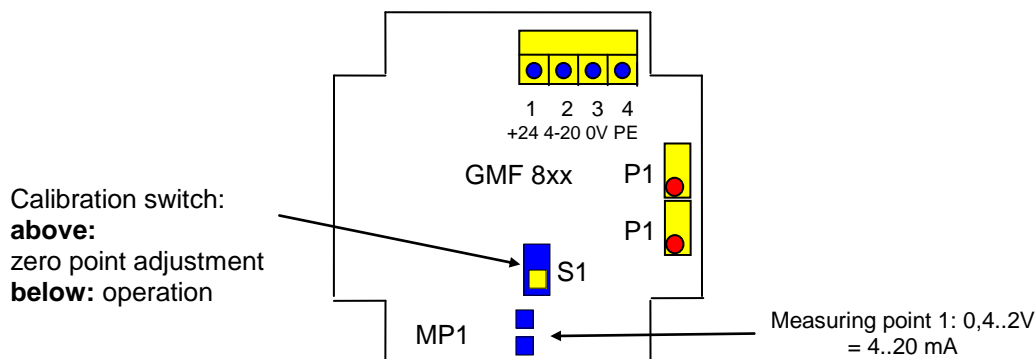 1 2 3 4
+24 4-20 0V PE
GMF 8xx
P1
P1
Calibration switch:
above:
zero point adjustment
below: operation
S1
MP1
Measuring point 1: 0,4..2V
= 4..20 mA